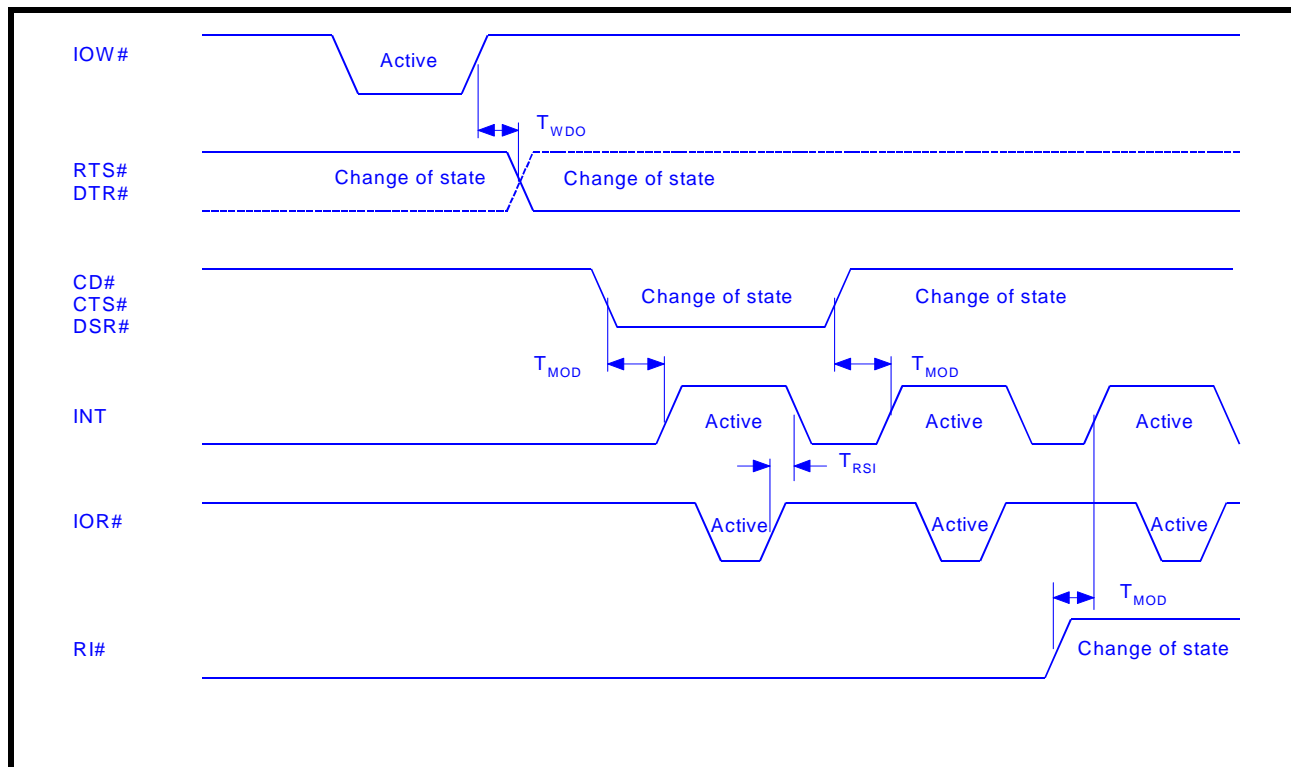 IOW#
Active
T WDO
RTS#
DTR#
Change of state
Change of state
CD#
CTS#
DSR#
Change of state
Change of state
T MOD
T MOD
INT
Active
Active
Active
T RSI
IOR#
Active
Active
Active
T MOD
RI#
Change of state